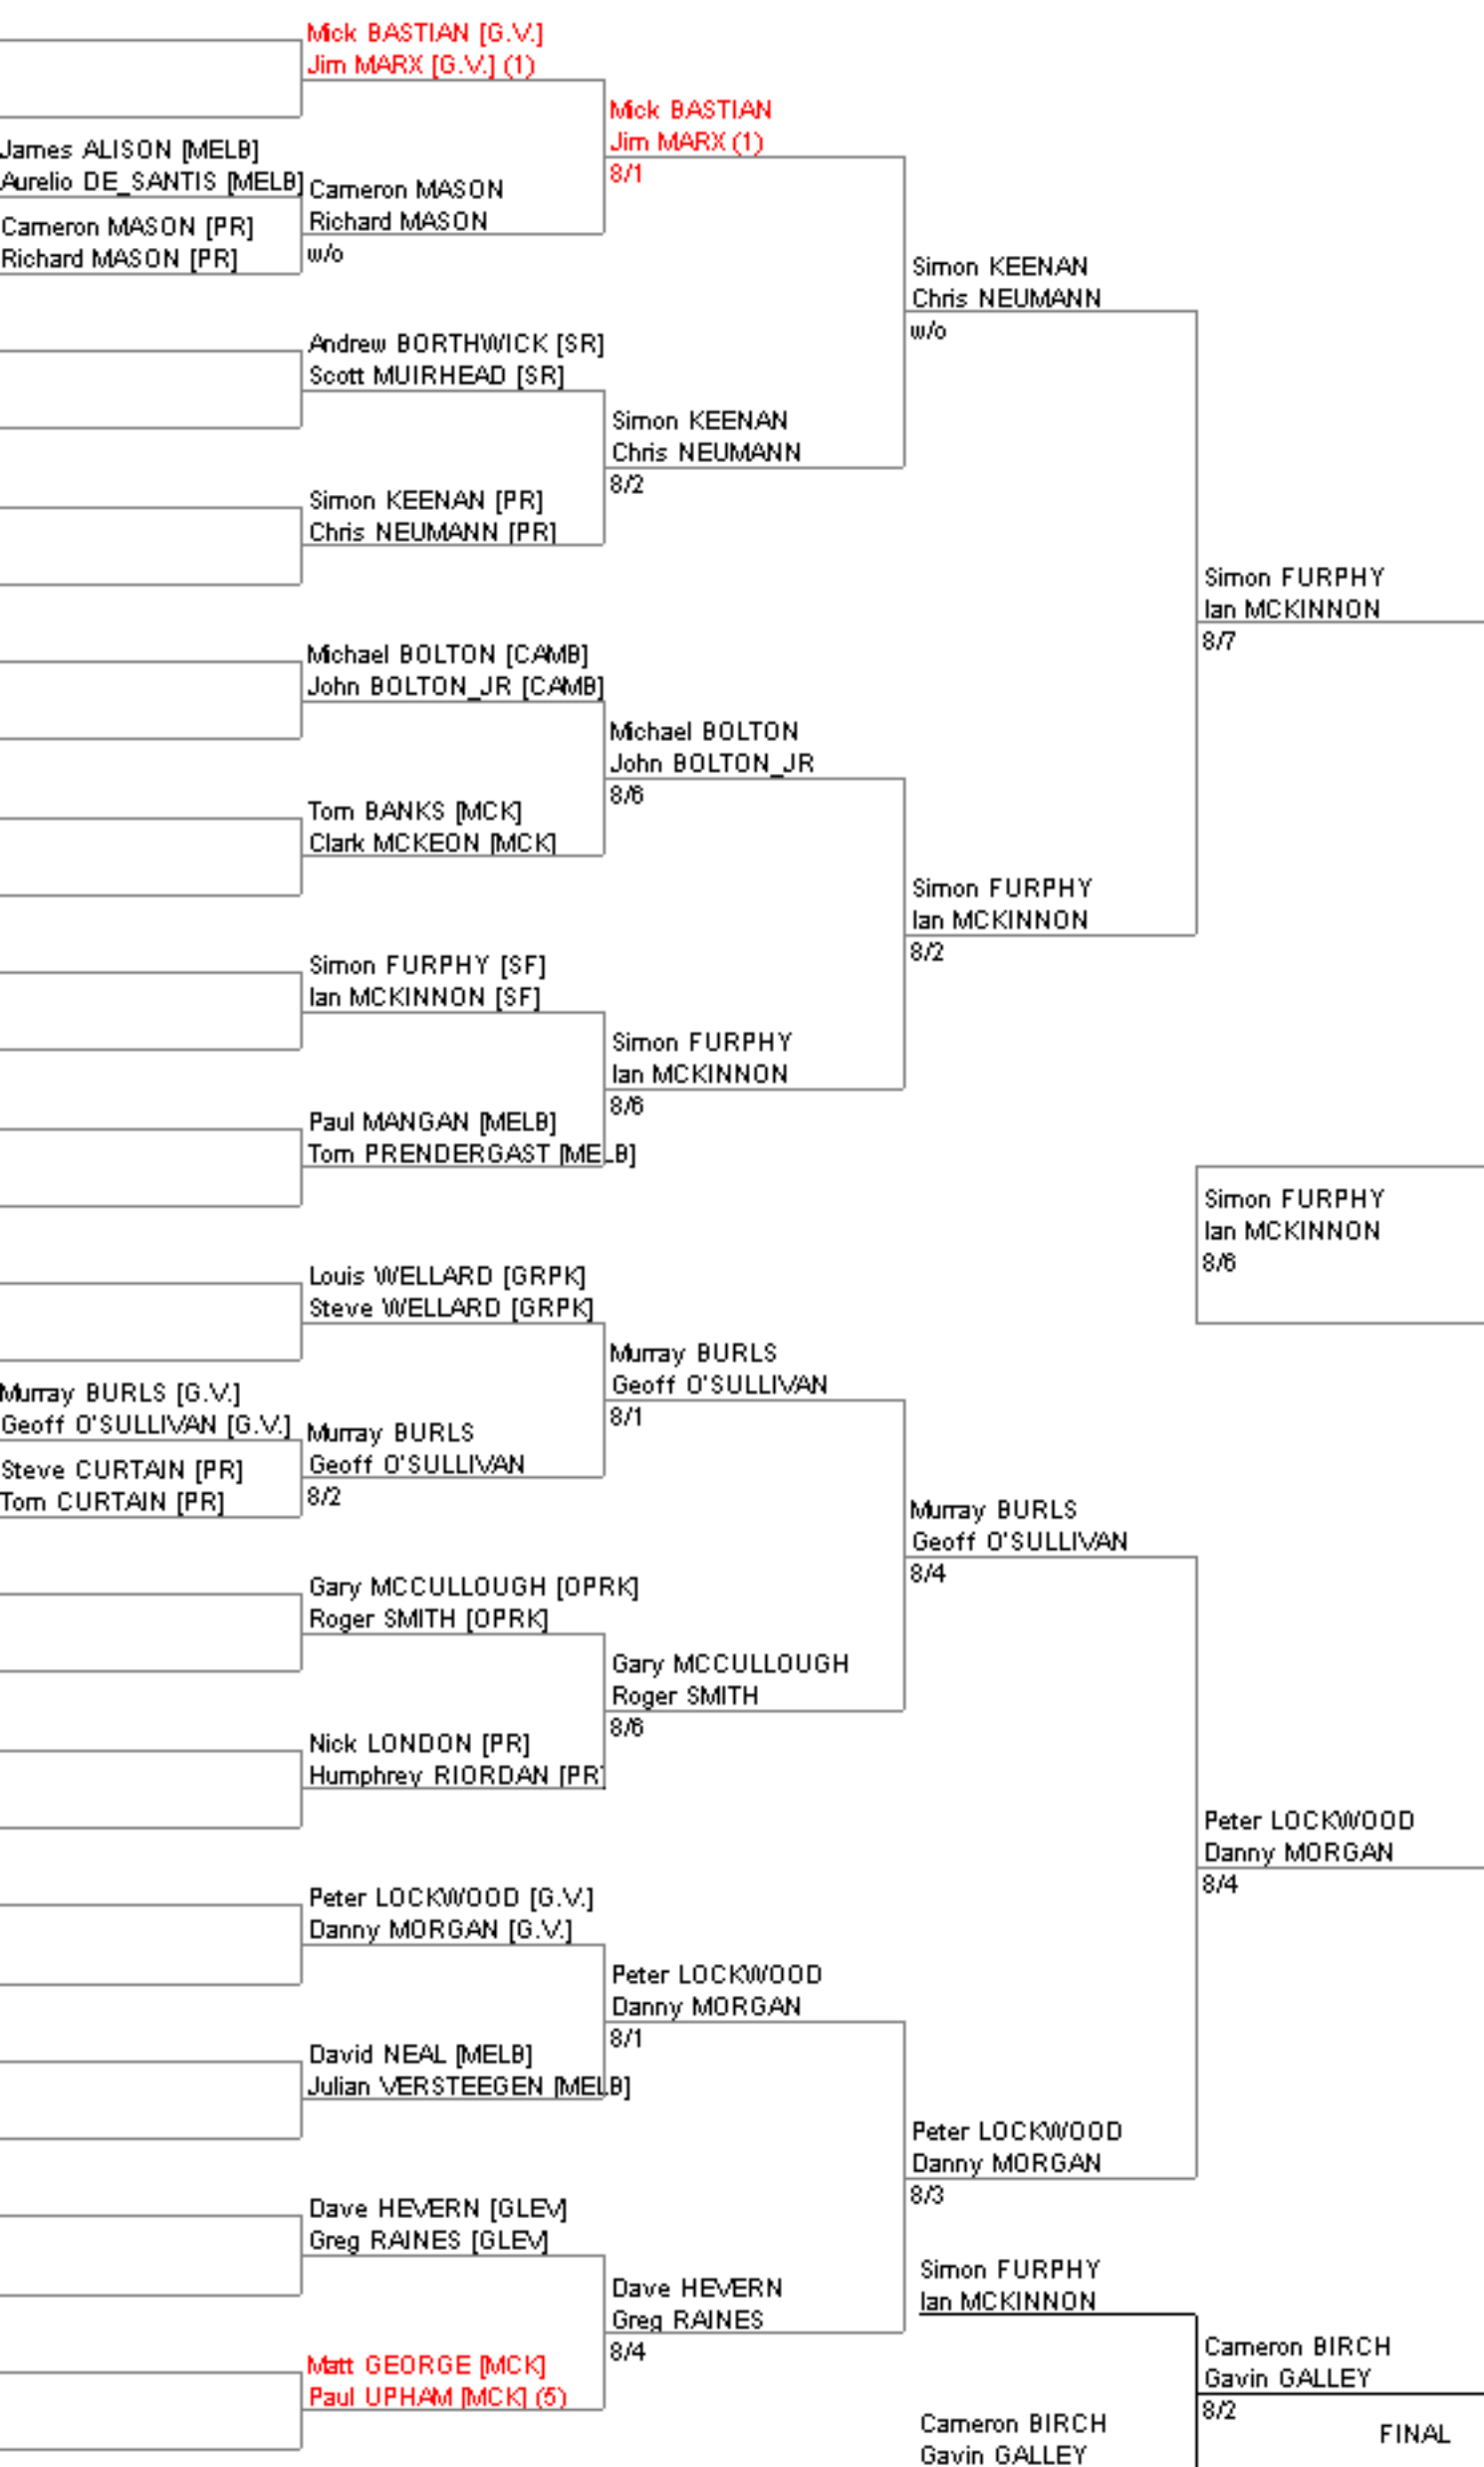 Mick BASTIAN [G.V.]
Jim MARX [G.V.] (1)
Mick BASTIAN
Jim MARX (1)
8/1
James ALISON [MELB]
Aurelio DE_SANTIS [MELB]
Cameron MASON
Richard MASON
w/o
Cameron MASON [PR]
Richard MASON [PR]
Simon KEENAN
Chris NEUMANN
w/o
Andrew BORTHWICK [SR]
Scott MUIRHEAD [SR]
Simon KEENAN
Chris NEUMANN
8/2
Simon KEENAN [PR]
Chris NEUMANN [PR]
Simon FURPHY
Ian MCKINNON
8/7
Michael BOLTON [CAMB]
John BOLTON_JR [CAMB]
Michael BOLTON
John BOLTON_JR
8/6
Tom BANKS [MCK]
Clark MCKEON [MCK]
Simon FURPHY
Ian MCKINNON
8/2
Simon FURPHY [SF]
Ian MCKINNON [SF]
Simon FURPHY
Ian MCKINNON
8/6
Paul MANGAN [MELB]
Tom PRENDERGAST [MELB]
Simon FURPHY
Ian MCKINNON
8/6
Louis WELLARD [GRPK]
Steve WELLARD [GRPK]
Murray BURLS
Geoff O'SULLIVAN
8/1
Murray BURLS [G.V.]
Geoff O'SULLIVAN [G.V.]
Murray BURLS
Geoff O'SULLIVAN
8/2
Steve CURTAIN [PR]
Tom CURTAIN [PR]
Murray BURLS
Geoff O'SULLIVAN
8/4
Gary MCCULLOUGH [OPRK]
Roger SMITH [OPRK]
Gary MCCULLOUGH
Roger SMITH
8/6
Nick LONDON [PR]
Humphrey RIORDAN [PR]
Peter LOCKWOOD
Danny MORGAN
8/4
Peter LOCKWOOD [G.V.]
Danny MORGAN [G.V.]
Peter LOCKWOOD
Danny MORGAN
8/1
David NEAL [MELB]
Julian VERSTEEGEN [MELB]
Peter LOCKWOOD
Danny MORGAN
8/3
Dave HEVERN [GLEV]
Greg RAINES [GLEV]
Simon FURPHY
Ian MCKINNON
Dave HEVERN
Greg RAINES
8/4
Cameron BIRCH
Gavin GALLEY
8/2
Matt GEORGE [MCK]
Paul UPHAM [MCK] (5)
FINAL
Cameron BIRCH
Gavin GALLEY